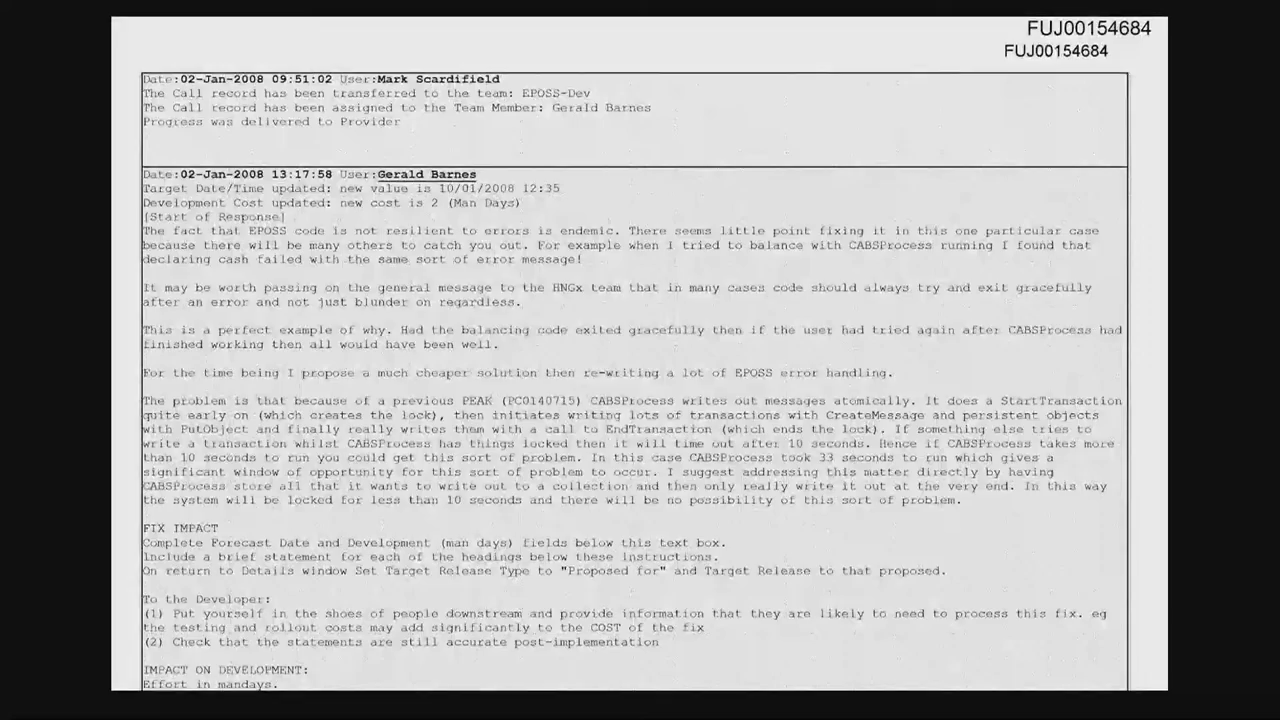 FUJ00154684
FUJ00154684
Date:02-Jan-2008 09:51:02 User:Mark Scardifield
The Call record has been transferred to the team: EPOSS-Dev
The Call record has been assigned to the Team Member: Gerald Barnes
Progress was delivered to Provider
Date:02-Jan-2008 13:17:58 User:Gerald Barnes
Target Date/Time updated: new value is 10/01/2008 12:35
Development Cost updated: new cost is 2 (Man Days)
[Start of Response]
The fact that EPOSS code is not resilient to errors is endemic. There seems little point fixing it in this one particular case
because there will be many others to catch you out. For example when I tried to balance with CABSProcess running I found that
declaring cash failed with the same sort of error message!
It may be worth passing on the general message to the HNGx team that in many cases code should always try and exit gracefully
after an error and not just blunder on regardless.
This is a perfect example of why. Had the balancing code exited gracefully then if the user had tried again after CABSProcess had
finished working then all would have been well.
For the time being I propose a much cheaper solution then re-writing a lot of EPOSS error handling.
The problem is that because of a previous PEAK (PC0140715) CABSProcess writes out messages atomically. It does a StartTransaction
quite early on (which creates the lock), then initiates writing lots of transactions with CreateMessage and persistent objects
with PutObject and finally really writes them with a call to EndTransaction (which ends the lock). If something else tries to
write a transaction whilst CABSProcess has things locked then it will time out after 10 seconds. Hence if CABSProcess takes more
than 10 seconds to run you could get this sort of problem. In this case CABSProcess took 33 seconds to run which gives a
significant window of opportunity for this sort of problem to occur. I suggest addressing this matter directly by having
CABSProcess store all that it wants to write out to a collection and then only really write it out at the very end. In this way
the system will be locked for less than 10 seconds and there will be no possibility of this sort of problem.
FIX IMPACT
Complete Forecast Date and Development (man days) fields below this text box.
Include a brief statement for each of the headings below these instructions.
On return to Details window Set Target Release Type to "Proposed for" and Target Release to that proposed.
To the Developer:
(1) Put yourself in the shoes of people downstream and provide information that they are likely to need to process this fix. eg
the testing and rollout costs may add significantly to the COST of the fix
(2) Check that the statements are still accurate post-implementation
IMPACT ON DEVELOPMENT:
Effort in mandays.